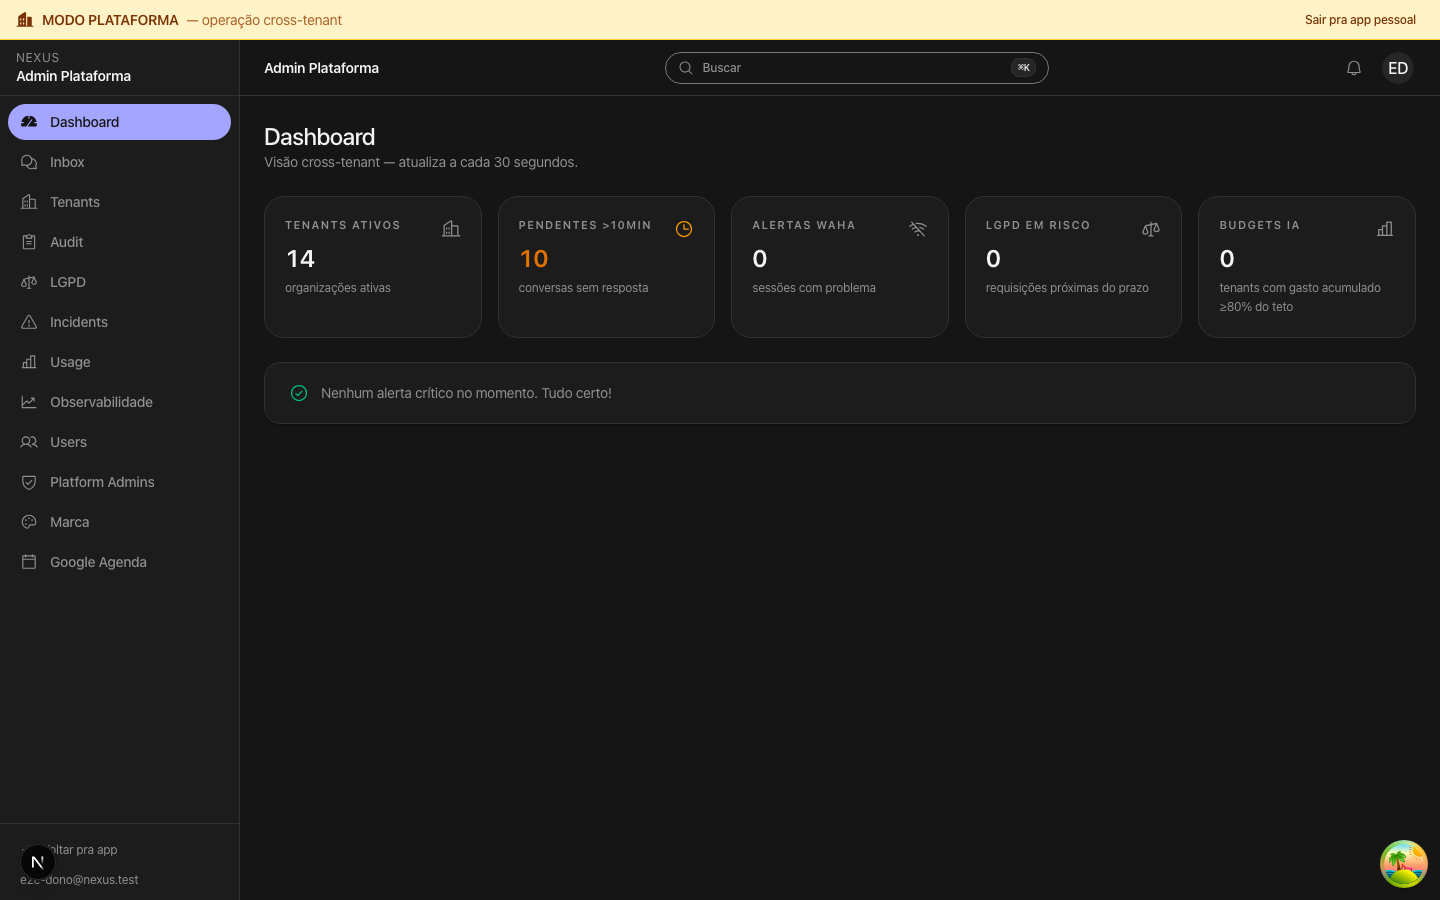 MODO PLATAFORMA — operação cross-tenant
Sair pra app pessoal
NEXUS
Admin Plataforma
Admin Plataforma
Buscar
⌘K
ED
Dashboard
Inbox
Tenants
Audit
LGPD
Incidents
Usage
Observabilidade
Users
Platform Admins
Marca
Google Agenda
Dashboard
Visão cross-tenant — atualiza a cada 30 segundos.
TENANTS ATIVOS
14
organizações ativas
PENDENTES >10MIN
10
conversas sem resposta
ALERTAS WAHA
0
sessões com problema
LGPD EM RISCO
0
requisições próximas do prazo
BUDGETS IA
0
tenants com gasto acumulado
≥80% do teto
Nenhum alerta crítico no momento. Tudo certo!
pra app
N
e2e-dono@nexus.test